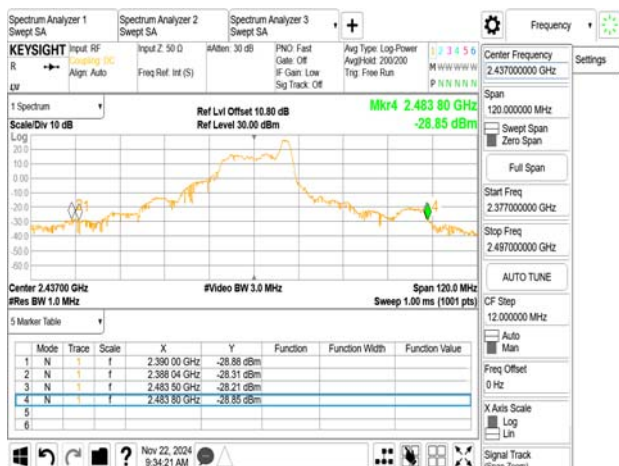 Spectrum Analyzer 1
Swept SA
Spectrum Analyzer 2
Swept SA
Spectrum Analyzer 3
Swept SA
+
Frequency
KEYSIGHT
R
LM
Input: RF
Coupling: DC
Align: Auto
Input Z: 50 Ω
Freq Ref: Int (S)
#Atten: 30 dB
PNO: Fast
Gate: Off
IF Gain: Low
Sig Track: Off
Avg Type: Log-Power
Avg|Hold: 200/200
Trig: Free Run
1 2 3 4 5 6
M W W W W W
P N N N N N
Center Frequency
2.437000000 GHz
Settings
Span
120.000000 MHz
Swept Span
Zero Span
Full Span
Start Freq
2.377000000 GHz
Stop Freq
2.497000000 GHz
AUTO TUNE
CF Step
12.000000 MHz
Auto
Man
Freq Offset
0 Hz
X Axis Scale
Log
Lin
Signal Track
(Span Zoom)
1 Spectrum
Scale/Div 10 dB
Ref Lvl Offset 10.80 dB
Ref Level 30.00 dBm
Mkr4 2.483 80 GHz
-28.85 dBm
Log
20.0
10.0
0.00
-10.0
-20.0
-30.0
-40.0
-50.0
-60.0
1
4
Center 2.43700 GHz
#Res BW 1.0 MHz
#Video BW 3.0 MHz
Span 120.0 MHz
Sweep 1.00 ms (1001 pts)
5 Marker Table
Mode Trace Scale X Y Function Function Width Function Value
1 N 1 f 2.390 00 GHz -28.88 dBm
2 N 1 f 2.388 04 GHz -28.31 dBm
3 N 1 f 2.483 50 GHz -28.21 dBm
4 N 1 f 2.483 80 GHz -28.85 dBm
5
6
?
Nov 22, 2024
9:34:21 AM